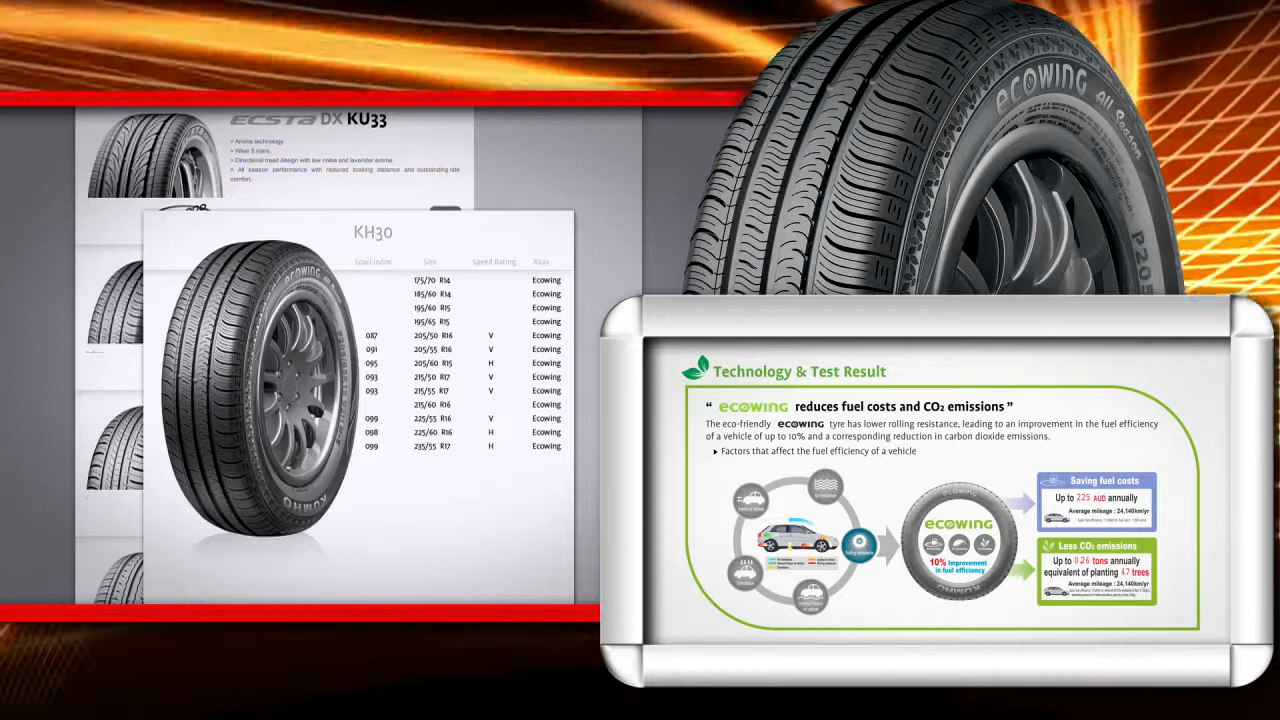 ECSTA DX KU33
> Aroma technology
> Wear 5 stars.
> Directional tread design with low noise and lavender aroma.
> All season performance with reduced braking distance and outstanding ride
comfort.
KH30
Load Index Size Speed Rating Alias
175/70 R14 Ecowing
185/60 R14 Ecowing
195/60 R15 Ecowing
195/65 R15 Ecowing
087 205/50 R16 V Ecowing
091 205/55 R16 V Ecowing
095 205/60 R15 H Ecowing
093 215/50 R17 V Ecowing
093 215/55 R17 V Ecowing
215/60 R16 Ecowing
099 225/55 R16 V Ecowing
098 225/60 R16 H Ecowing
099 235/55 R17 H Ecowing
ecowing
KUMHO
ecowing All Season
P205
Technology & Test Result
“ ecowing reduces fuel costs and CO₂ emissions ”
The eco-friendly ecowing tyre has lower rolling resistance, leading to an improvement in the fuel efficiency
of a vehicle of up to 10% and a corresponding reduction in carbon dioxide emissions.
Factors that affect the fuel efficiency of a vehicle
Air resistance
Rolling resistance
ecowing
ecowing
10% Improvement
in fuel efficiency
KUMHO
Saving fuel costs
Up to 225 AUD annually
Average mileage : 24,140km/yr
Less CO₂ emissions
Up to 0.26 tons annually
equivalent of planting 47 trees
Average mileage : 24,140km/yr